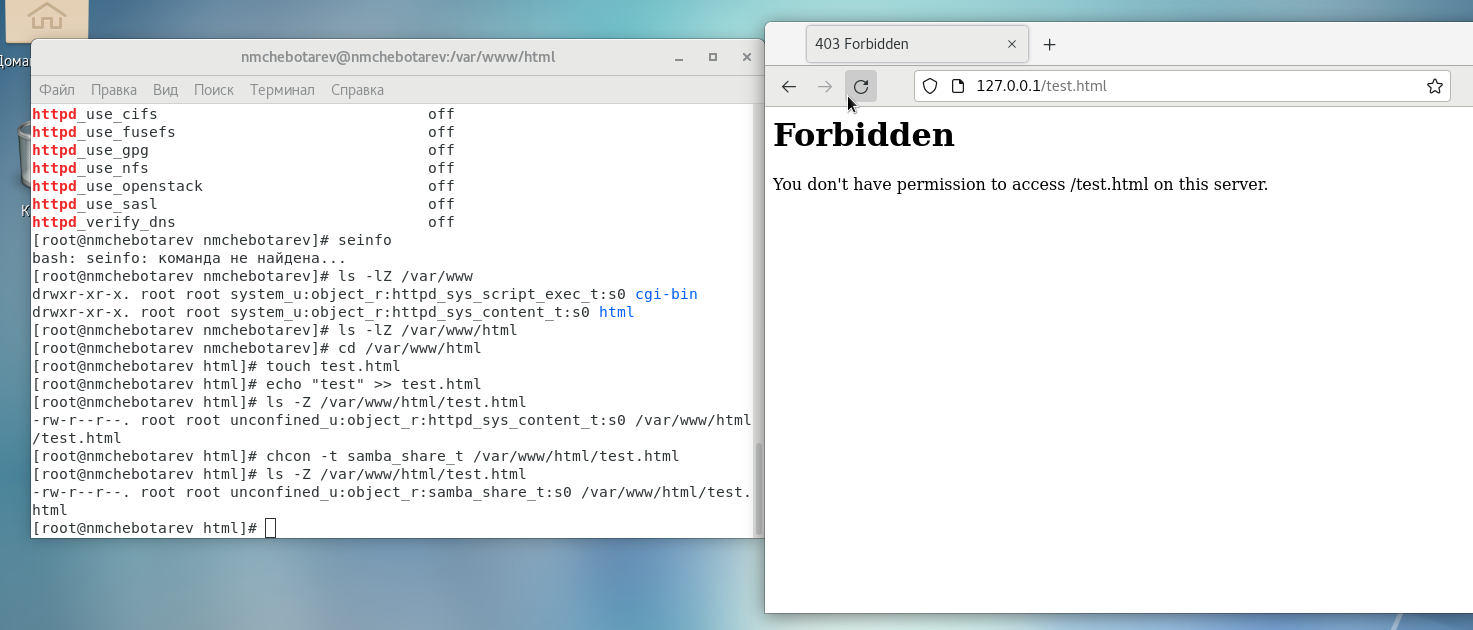 Дома
К
nmchebotarev@nmchebotarev:/var/www/html
Файл Правка Вид Поиск Терминал Справка
httpd_use_cifs off
httpd_use_fusefs off
httpd_use_gpg off
httpd_use_nfs off
httpd_use_openstack off
httpd_use_sasl off
httpd_verify_dns off
[root@nmchebotarev nmchebotarev]# seinfo
bash: seinfo: команда не найдена...
[root@nmchebotarev nmchebotarev]# ls -lZ /var/www
drwxr-xr-x. root root system_u:object_r:httpd_sys_script_exec_t:s0 cgi-bin
drwxr-xr-x. root root system_u:object_r:httpd_sys_content_t:s0 html
[root@nmchebotarev nmchebotarev]# ls -lZ /var/www/html
[root@nmchebotarev nmchebotarev]# cd /var/www/html
[root@nmchebotarev html]# touch test.html
[root@nmchebotarev html]# echo "test" >> test.html
[root@nmchebotarev html]# ls -Z /var/www/html/test.html
-rw-r--r--. root root unconfined_u:object_r:httpd_sys_content_t:s0 /var/www/html
/test.html
[root@nmchebotarev html]# chcon -t samba_share_t /var/www/html/test.html
[root@nmchebotarev html]# ls -Z /var/www/html/test.html
-rw-r--r--. root root unconfined_u:object_r:samba_share_t:s0 /var/www/html/test.
html
[root@nmchebotarev html]#
403 Forbidden
127.0.0.1/test.html
Forbidden
You don't have permission to access /test.html on this server.